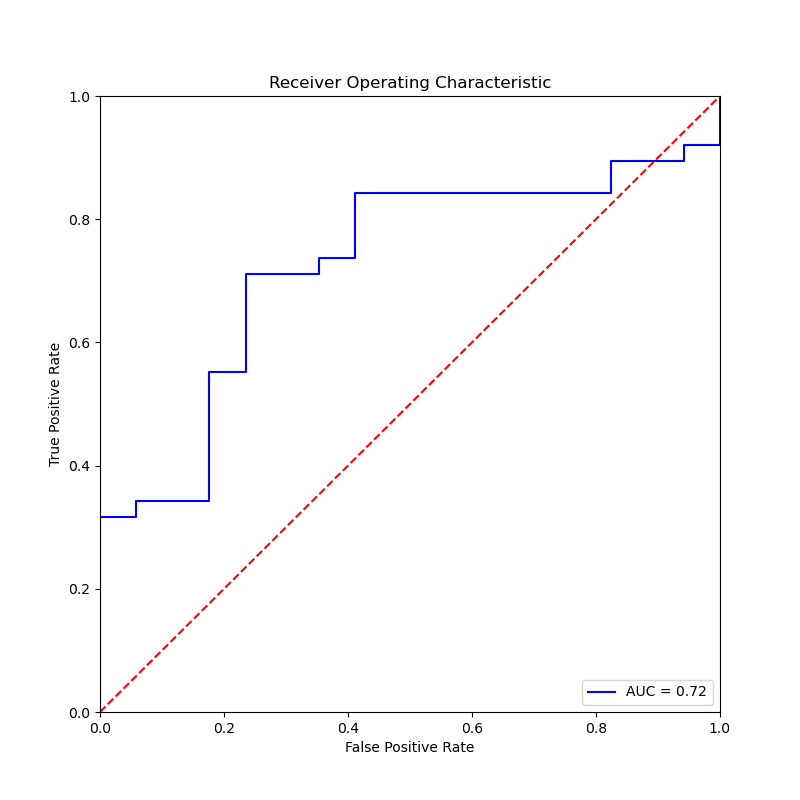 Receiver Operating Characteristic
1.0
0.8
0.6
0.4
0.2
0.0
True Positive Rate
AUC = 0.72
0.0 0.2 0.4 0.6 0.8 1.0
False Positive Rate